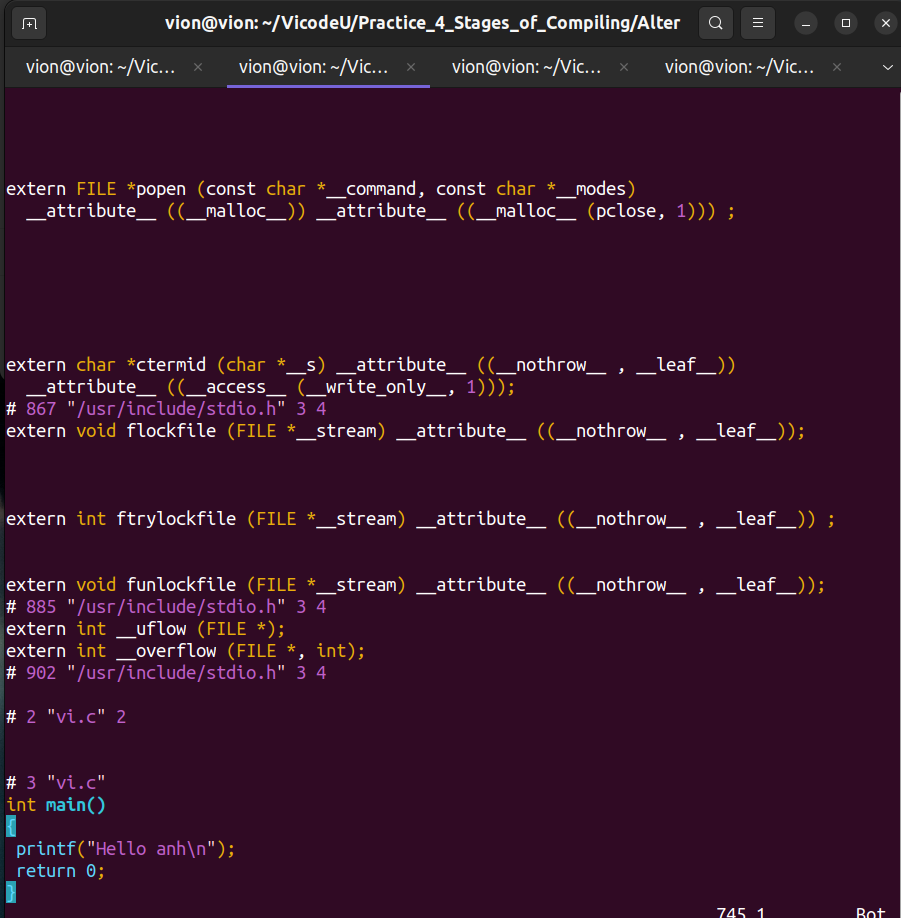 vion@vion: ~/VicodeU/Practice_4_Stages_of_Compiling/Alter
vion@vion: ~/Vic... × vion@vion: ~/Vic... × vion@vion: ~/Vic... × vion@vion: ~/Vic... ×
extern FILE *popen (const char *__command, const char *__modes)
  __attribute__ ((__malloc__)) __attribute__ ((__malloc__ (pclose, 1))) ;
extern char *ctermid (char *__s) __attribute__ ((__nothrow__ , __leaf__))
  __attribute__ ((__access__ (__write_only__, 1)));
# 867 "/usr/include/stdio.h" 3 4
extern void flockfile (FILE *__stream) __attribute__ ((__nothrow__ , __leaf__));
extern int ftrylockfile (FILE *__stream) __attribute__ ((__nothrow__ , __leaf__)) ;
extern void funlockfile (FILE *__stream) __attribute__ ((__nothrow__ , __leaf__));
# 885 "/usr/include/stdio.h" 3 4
extern int __uflow (FILE *);
extern int __overflow (FILE *, int);
# 902 "/usr/include/stdio.h" 3 4
# 2 "vi.c" 2
# 3 "vi.c"
int main()
{
 printf("Hello anh\n");
 return 0;
}
745,1 Bot